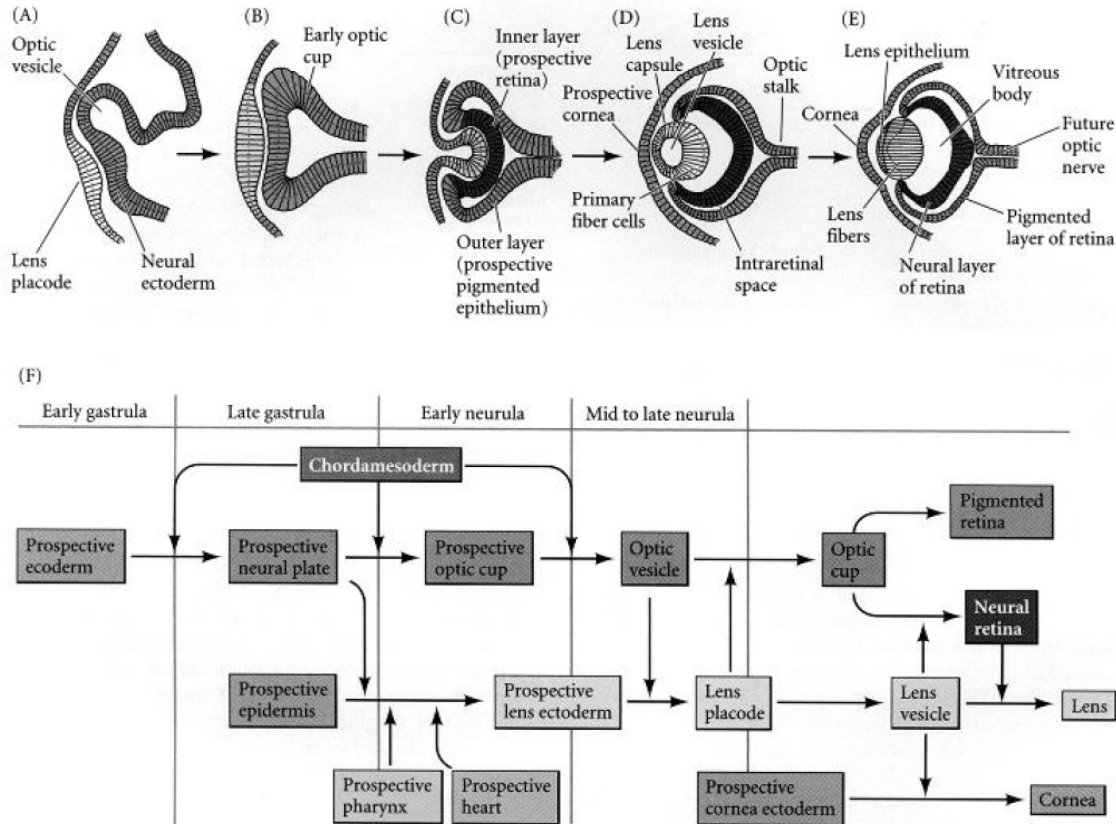 (A)
Optic
vesicle
Lens
placode
Neural
ectoderm
(B)
Early optic
cup
(C)
Inner layer
(prospective
retina)
Outer layer
(prospective
pigmented
epithelium)
(D)
Lens
vesicle
Lens
capsule
Optic
stalk
Prospective
cornea
Primary
fiber cells
Intraretinal
space
(E)
Lens epithelium
Vitreous
body
Cornea
Future
optic
nerve
Lens
fibers
Pigmented
layer of retina
Neural layer
of retina
(F)
Early gastrula
Late gastrula
Early neurula
Mid to late neurula
Chordamesoderm
Prospective
ecoderm
Prospective
neural plate
Prospective
optic cup
Optic
vesicle
Optic
cup
Pigmented
retina
Neural
retina
Prospective
epidermis
Prospective
lens ectoderm
Lens
placode
Lens
vesicle
Lens
Prospective
pharynx
Prospective
heart
Prospective
cornea ectoderm
Cornea